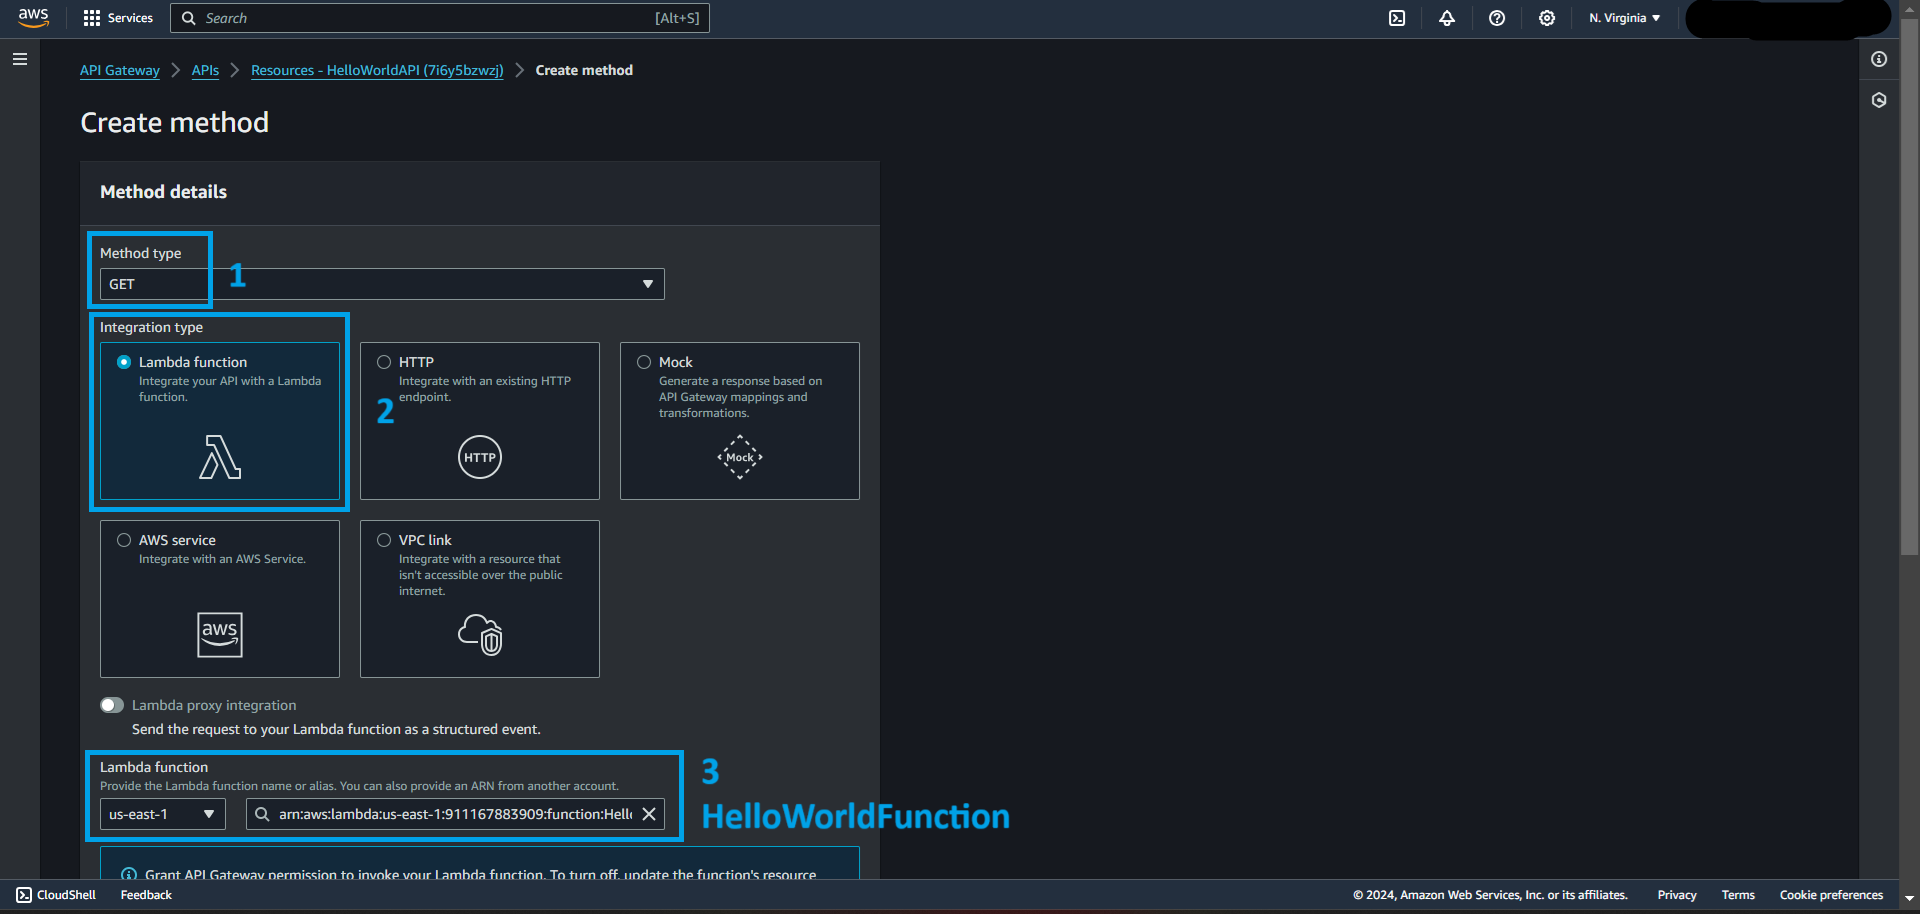 aws
Services
Search
[Alt+S]
N. Virginia
API Gateway
APIs
Resources - HelloWorldAPI (7i6y5bzwzj)
Create method
Create method
Method details
Method type
GET
1
Integration type
Lambda function
Integrate your API with a Lambda
function.
HTTP
Integrate with an existing HTTP
endpoint.
2
HTTP
Mock
Generate a response based on
API Gateway mappings and
transformations.
Mock
AWS service
Integrate with an AWS Service.
aws
VPC link
Integrate with a resource that
isn't accessible over the public
internet.
Lambda proxy integration
Send the request to your Lambda function as a structured event.
Lambda function
Provide the Lambda function name or alias. You can also provide an ARN from another account.
us-east-1
arn:aws:lambda:us-east-1:911167883909:function:Hell
3
HelloWorldFunction
Grant API Gateway permission to invoke your Lambda function. To turn off, update the function's resource
CloudShell
Feedback
© 2024, Amazon Web Services, Inc. or its affiliates.
Privacy
Terms
Cookie preferences